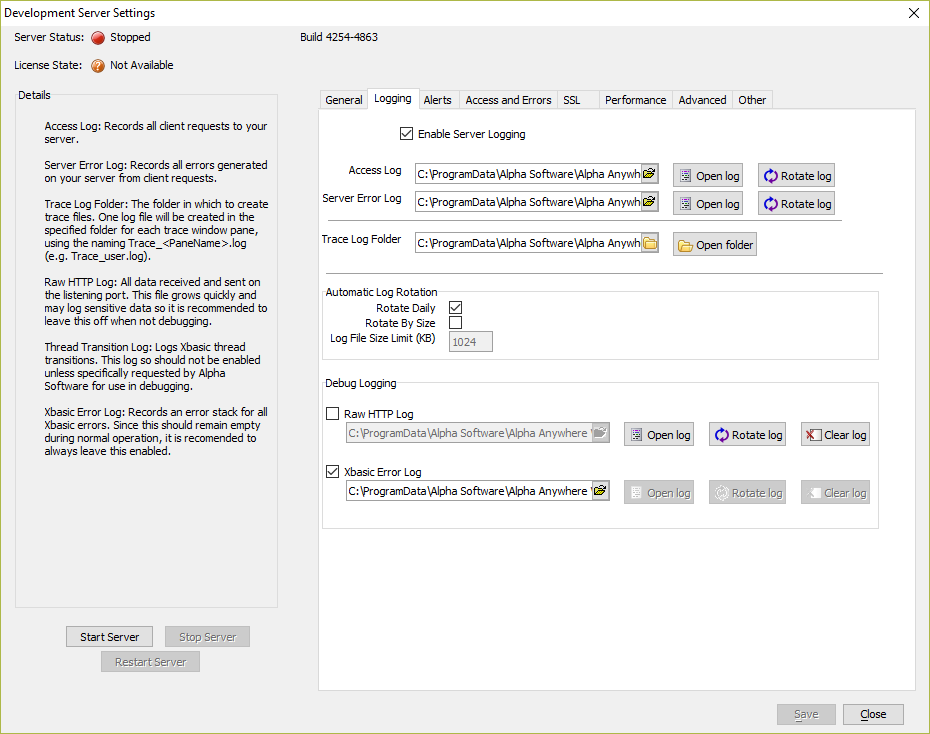 Development Server Settings
Server Status: Stopped
Build 4254-4863
License State: Not Available
Details
Access Log: Records all client requests to your
server.
Server Error Log: Records all errors generated
on your server from client requests.
Trace Log Folder: The folder in which to create
trace files. One log file will be created in the
specified folder for each trace window pane,
using the naming Trace_<PaneName>.log
(e.g. Trace_user.log).
Raw HTTP Log: All data received and sent on
the listening port. This file grows quickly and
may log sensitive data so it is recommended to
leave this off when not debugging.
Thread Transition Log: Logs Xbasic thread
transitions. This log so should not be enabled
unless specifically requested by Alpha
Software for use in debugging.
Xbasic Error Log: Records an error stack for all
Xbasic errors. Since this should remain empty
during normal operation, it is recomended to
always leave this enabled.
Start Server Stop Server
Restart Server
General Logging Alerts Access and Errors SSL Performance Advanced Other
Enable Server Logging
Access Log C:\ProgramData\Alpha Software\Alpha Anywh Open log Rotate log
Server Error Log C:\ProgramData\Alpha Software\Alpha Anywh Open log Rotate log
Trace Log Folder C:\ProgramData\Alpha Software\Alpha Anywh Open folder
Automatic Log Rotation
Rotate Daily
Rotate By Size
Log File Size Limit (KB) 1024
Debug Logging
Raw HTTP Log
C:\ProgramData\Alpha Software\Alpha Anywhere Open log Rotate log Clear log
Xbasic Error Log
C:\ProgramData\Alpha Software\Alpha Anywhere Open log Rotate log Clear log
Save Close